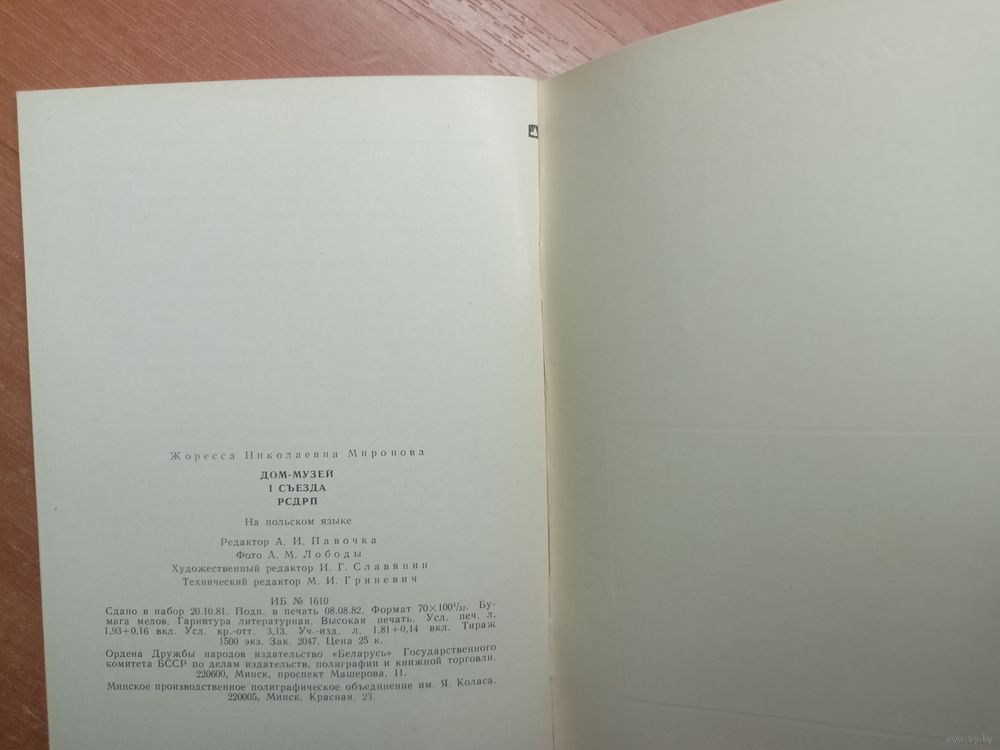 Жоресса Николаевна Миронова
ДОМ-МУЗЕЙ
I СЪЕЗДА
РСДРП
На польском языке
Редактор А. И. Павочка
Фото А. М. Лободы
Художественный редактор И. Г. Славянин
Технический редактор М. И. Гриневич
ИБ № 1610
Сдано в набор 20.10.81. Подп. в печать 08.08.82. Формат 70×100¹/₃₂. Бу-
мага мелов. Гарнитура литературная. Высокая печать. Усл. печ. л.
1,93+0,16 вкл. Усл. кр.-отт. 3,13. Уч.-изд. л. 1,81+0,14 вкл. Тираж
1500 экз. Зак. 2047. Цена 25 к.
Ордена Дружбы народов издательство «Беларусь» Государственного
комитета БССР по делам издательств, полиграфии и книжной торговли.
220600, Минск, проспект Машерова, 11.
Минское производственное полиграфическое объединение им. Я. Коласа.
220005, Минск, Красная, 23.
www.ay.by